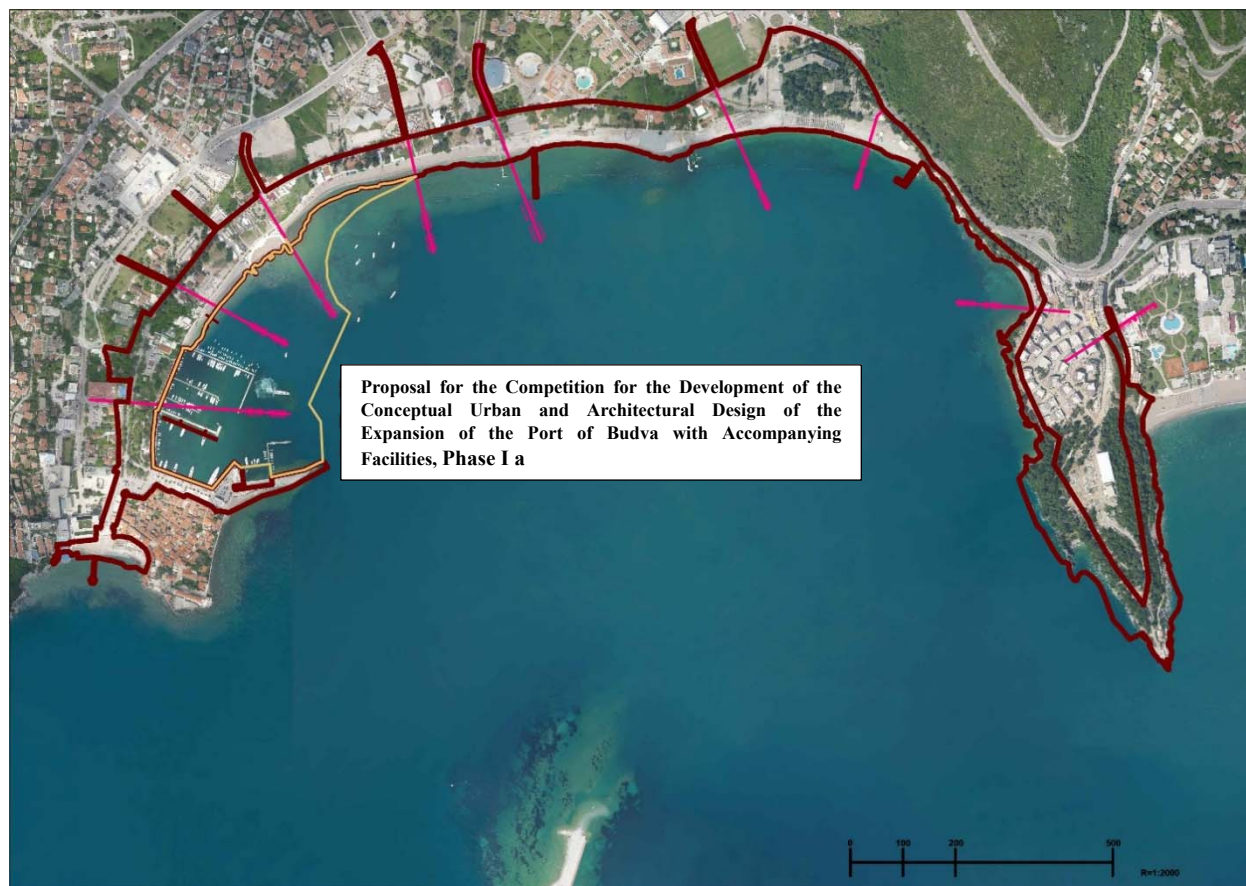 Proposal for the Competition for the Development of the
Conceptual Urban and Architectural Design of the
Expansion of the Port of Budva with Accompanying
Facilities, Phase I a
0 100 200 500
R=1:2000